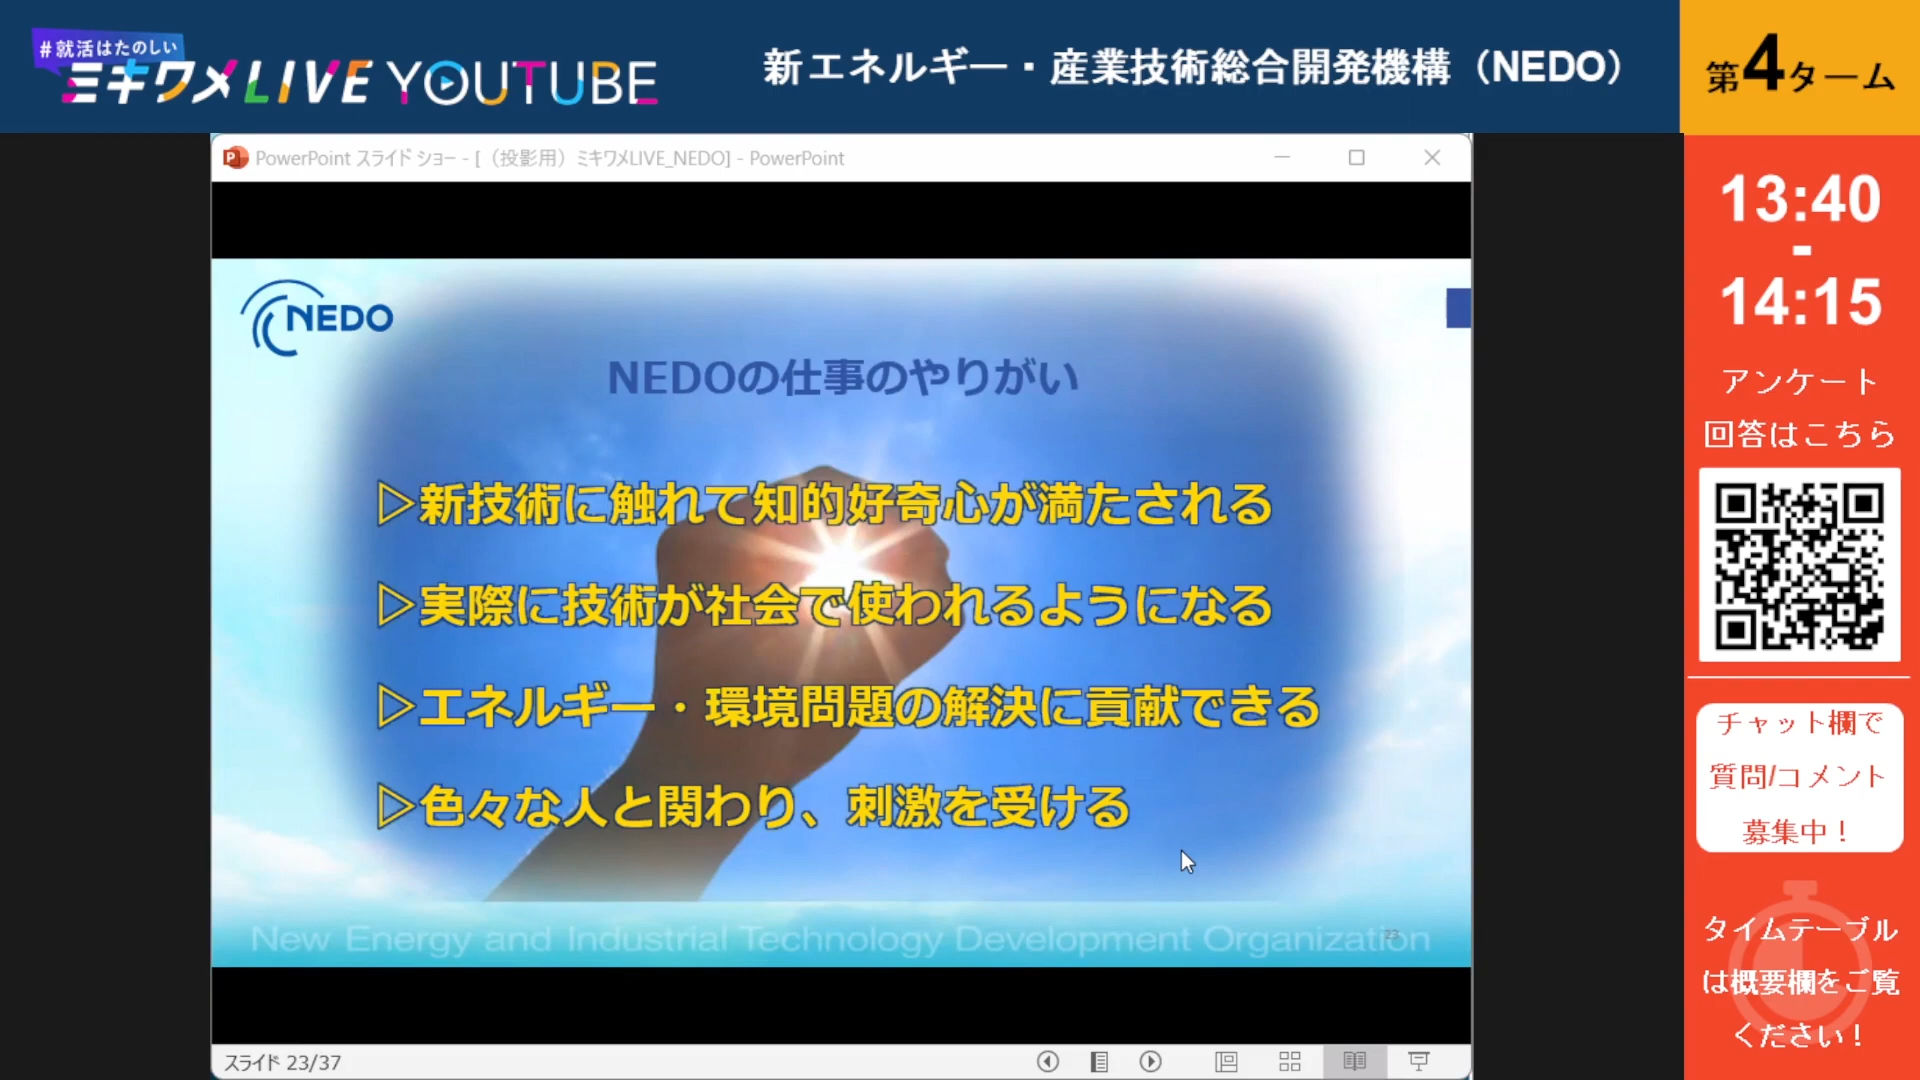 #就活はたのしい
ミキワメLIVE YOUTUBE
新エネルギー・産業技術総合開発機構（NEDO）
第4ターム
PowerPoint スライド ショー - [（投影用）ミキワメLIVE_NEDO] - PowerPoint
NEDO
NEDOの仕事のやりがい
▷新技術に触れて知的好奇心が満たされる
▷実際に技術が社会で使われるようになる
▷エネルギー・環境問題の解決に貢献できる
▷色々な人と関わり、刺激を受ける
New Energy and Industrial Technology Development Organization
23
スライド 23/37
13:40
-
14:15
アンケート
回答はこちら
チャット欄で
質問/コメント
募集中！
タイムテーブル
は概要欄をご覧
ください！